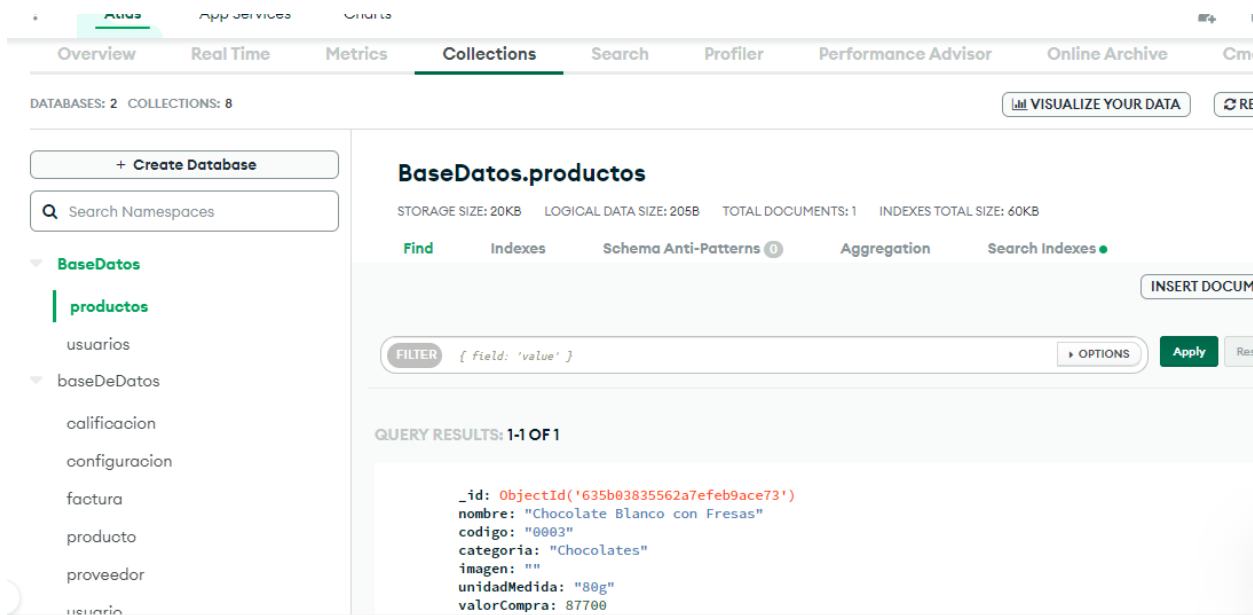 Atlas App Services Charts
Overview Real Time Metrics Collections Search Profiler Performance Advisor Online Archive
DATABASES: 2 COLLECTIONS: 8
VISUALIZE YOUR DATA
+ Create Database
Search Namespaces
BaseDatos
productos
usuarios
baseDeDatos
calificacion
configuracion
factura
producto
proveedor
usuario
BaseDatos.productos
STORAGE SIZE: 20KB LOGICAL DATA SIZE: 205B TOTAL DOCUMENTS: 1 INDEXES TOTAL SIZE: 60KB
Find Indexes Schema Anti-Patterns 0 Aggregation Search Indexes
INSERT DOCUM
FILTER { field: 'value' } OPTIONS Apply
QUERY RESULTS: 1-1 OF 1
_id: ObjectId('635b03835562a7efeb9ace73')
nombre: "Chocolate Blanco con Fresas"
codigo: "0003"
categoria: "Chocolates"
imagen: ""
unidadMedida: "80g"
valorCompra: 87700